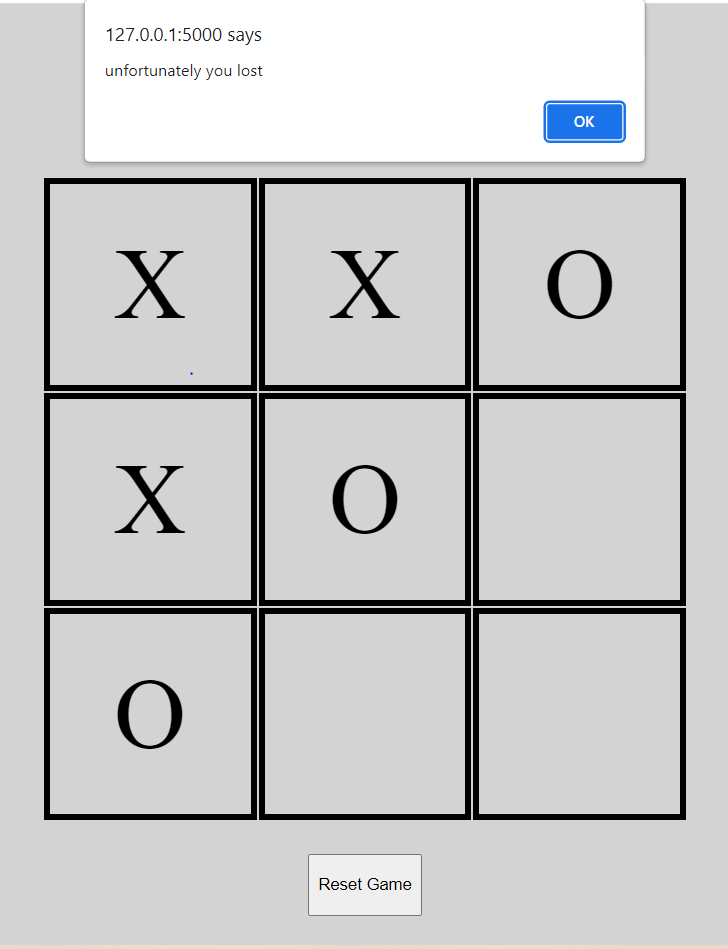 127.0.0.1:5000 says
unfortunately you lost
OK
X X O
X O
O
Reset Game